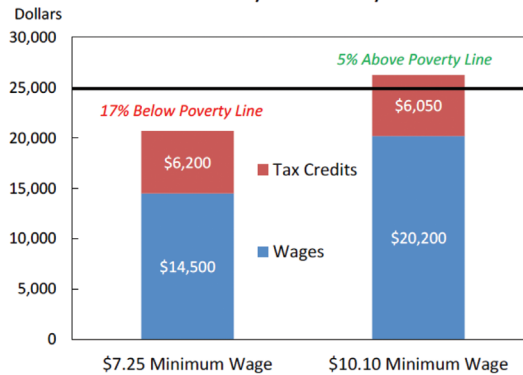 Dollars
30,000
5% Above Poverty Line
25,000
17% Below Poverty Line
$6,050
20,000
$6,200
Tax Credits
15,000
$20,200
10,000
Wages
$14,500
5,000
0
$7.25 Minimum Wage
$10.10 Minimum Wage